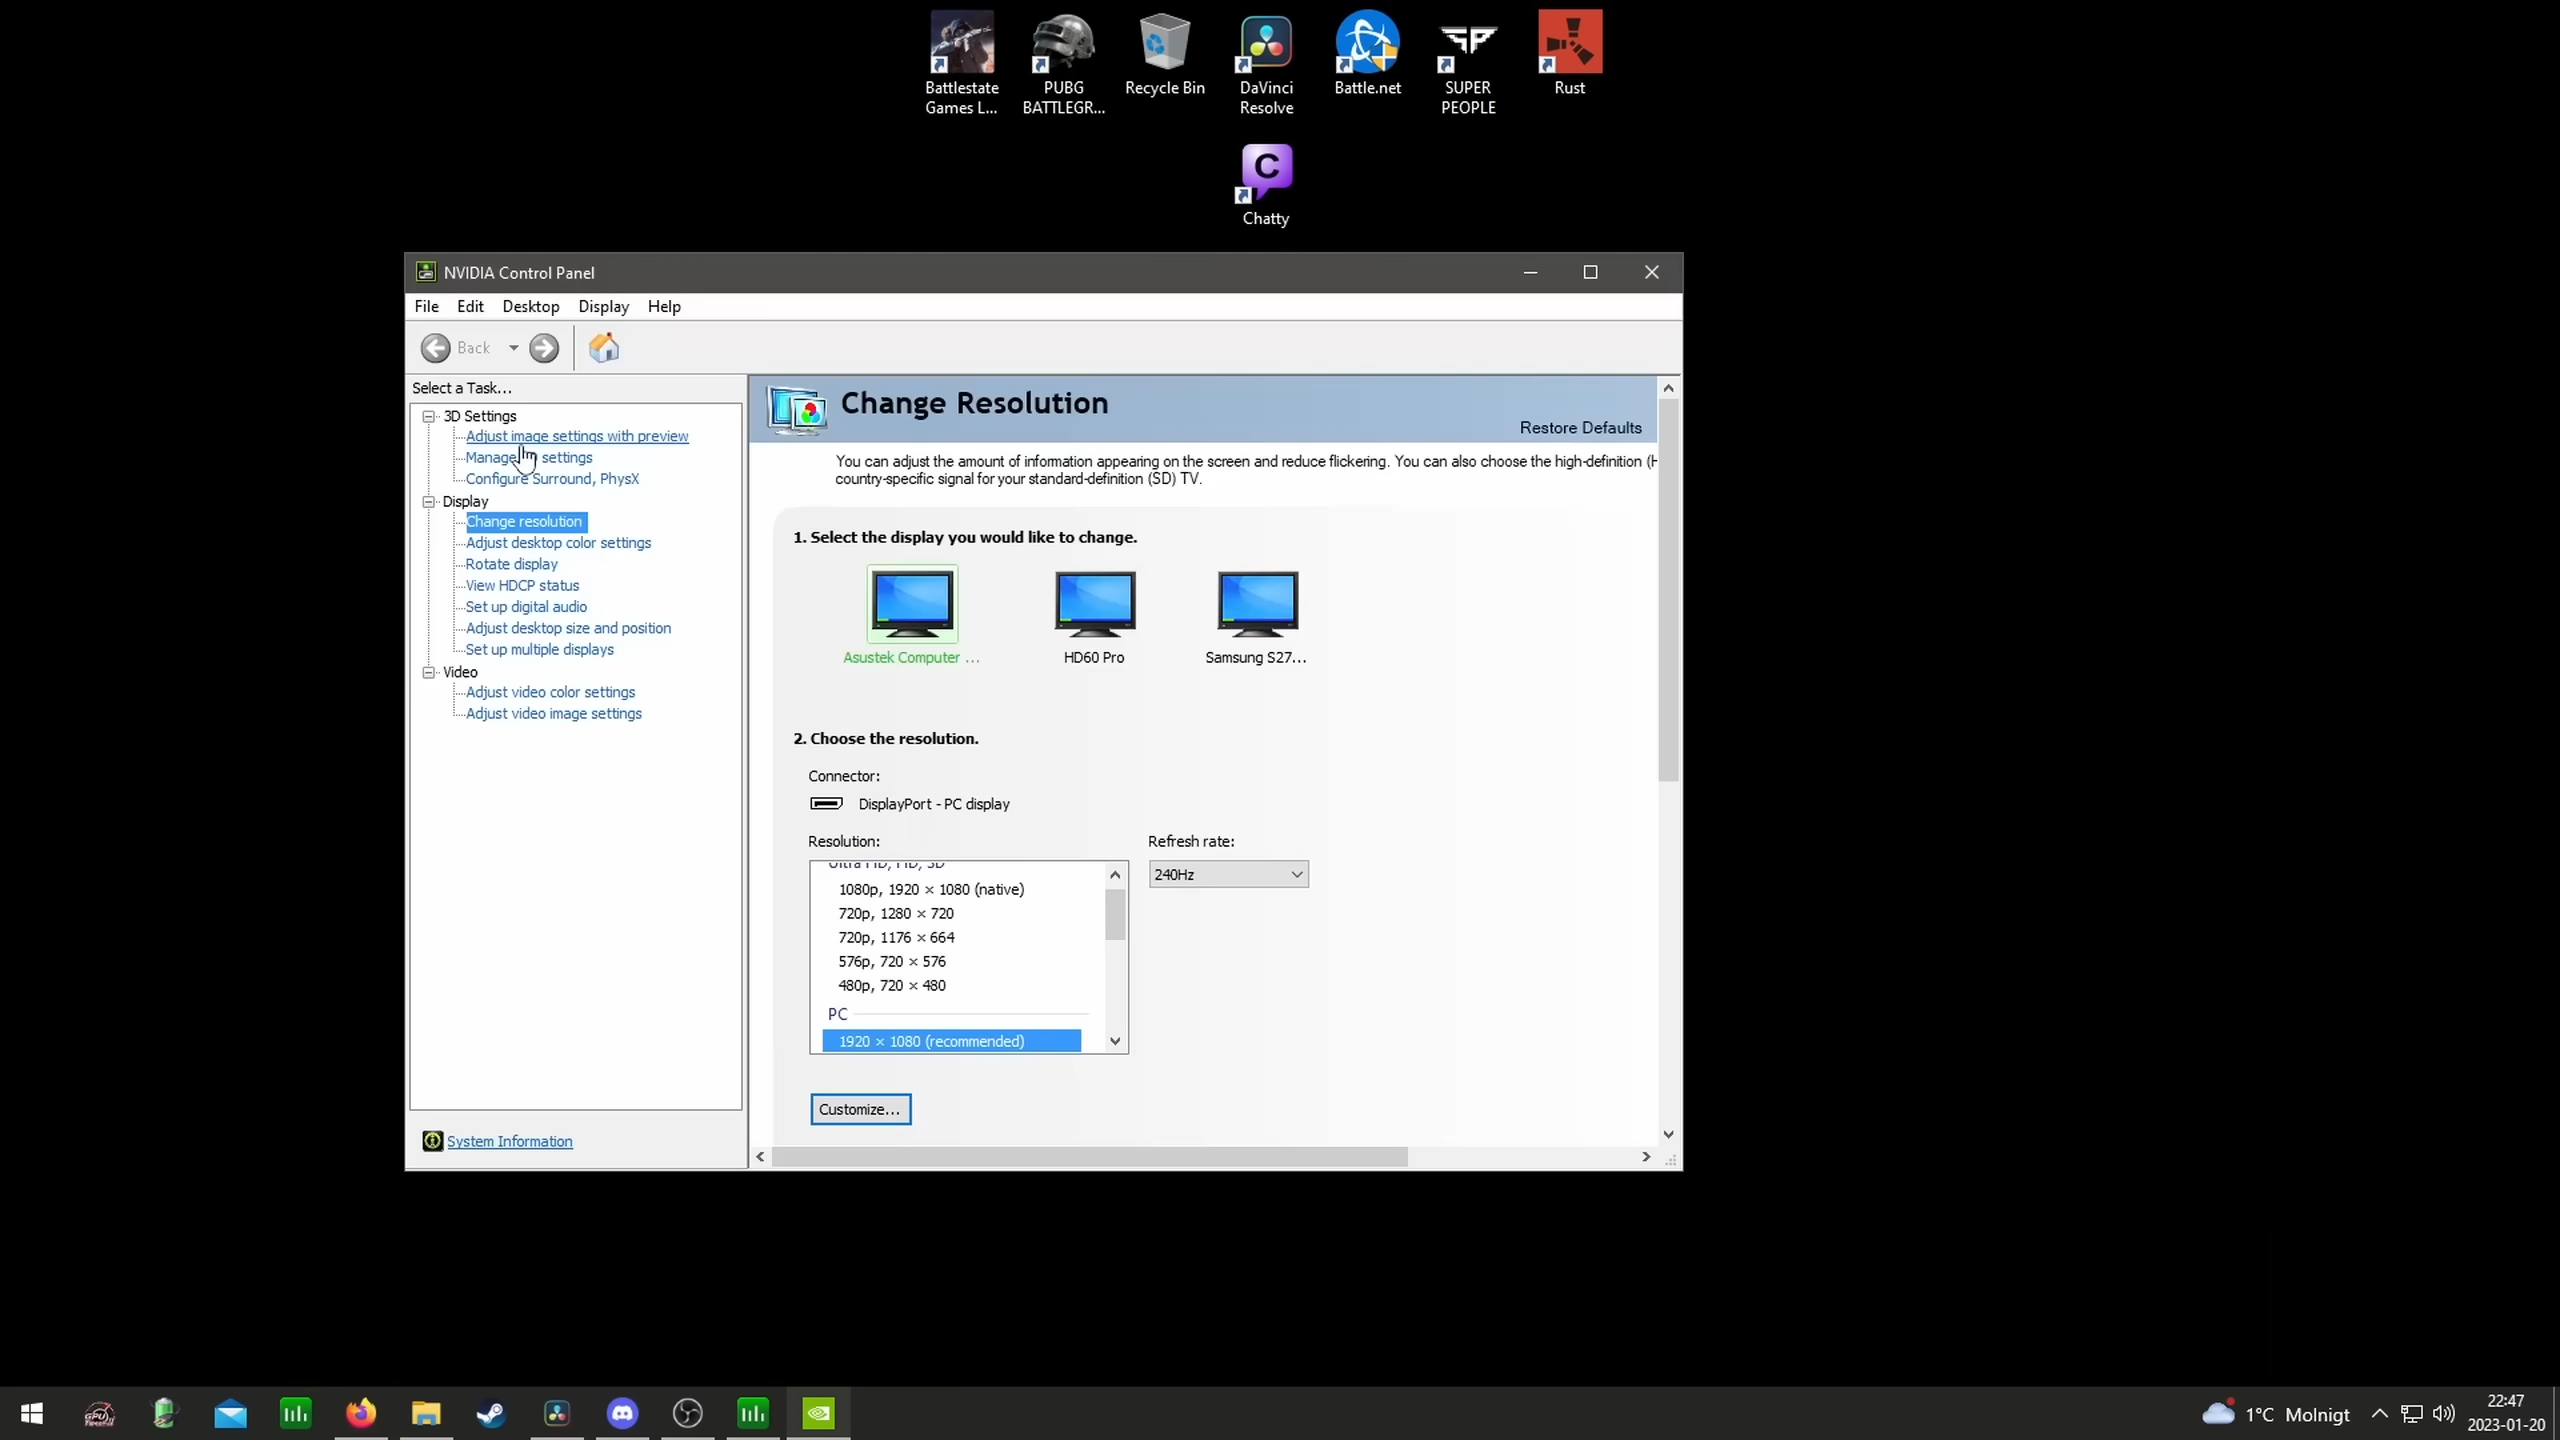 Battlestate
Games L...
PUBG
BATTLEGR...
Recycle Bin
DaVinci
Resolve
Battle.net
SUPER
PEOPLE
Rust
C
Chatty
NVIDIA Control Panel
File Edit Desktop Display Help
Back
Select a Task...
3D Settings
Adjust image settings with preview
Manage settings
Configure Surround, PhysX
Display
Change resolution
Adjust desktop color settings
Rotate display
View HDCP status
Set up digital audio
Adjust desktop size and position
Set up multiple displays
Video
Adjust video color settings
Adjust video image settings
System Information
Change Resolution
Restore Defaults
You can adjust the amount of information appearing on the screen and reduce flickering. You can also choose the high-definition (H
country-specific signal for your standard-definition (SD) TV.
1. Select the display you would like to change.
Asustek Computer ...
HD60 Pro
Samsung S27...
2. Choose the resolution.
Connector:
DisplayPort - PC display
Resolution:
Refresh rate:
Ultra HD, HD, SD
240Hz
1080p, 1920 × 1080 (native)
720p, 1280 × 720
720p, 1176 × 664
576p, 720 × 576
480p, 720 × 480
PC
1920 × 1080 (recommended)
Customize...
1°C Molnigt
22:47
2023-01-20